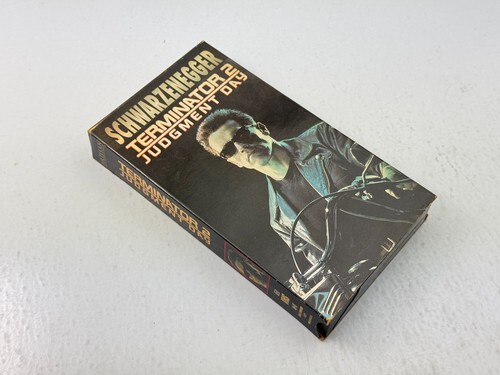 SCHWARZENEGGER
TERMINATOR 2
JUDGMENT DAY
TERMINATOR 2
JUDGMENT DAY